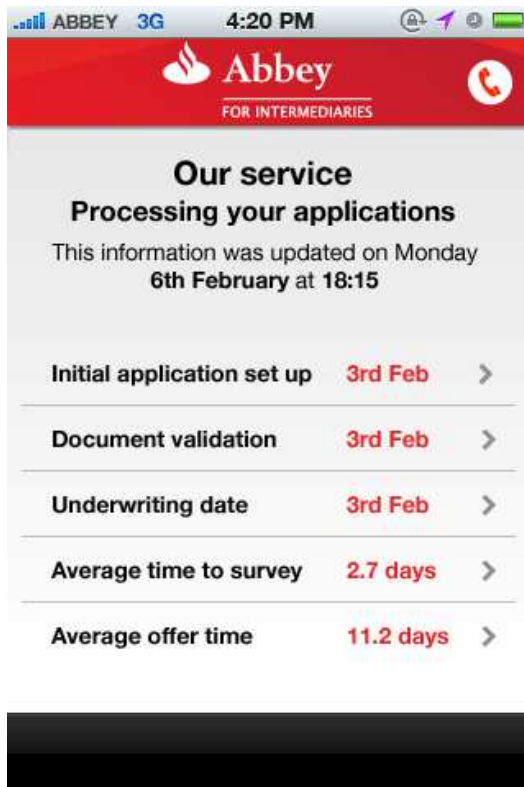 ABBEY 3G 4:20 PM
Abbey
FOR INTERMEDIARIES
Our service
Processing your applications
This information was updated on Monday
6th February at 18:15
Initial application set up 3rd Feb
Document validation 3rd Feb
Underwriting date 3rd Feb
Average time to survey 2.7 days
Average offer time 11.2 days